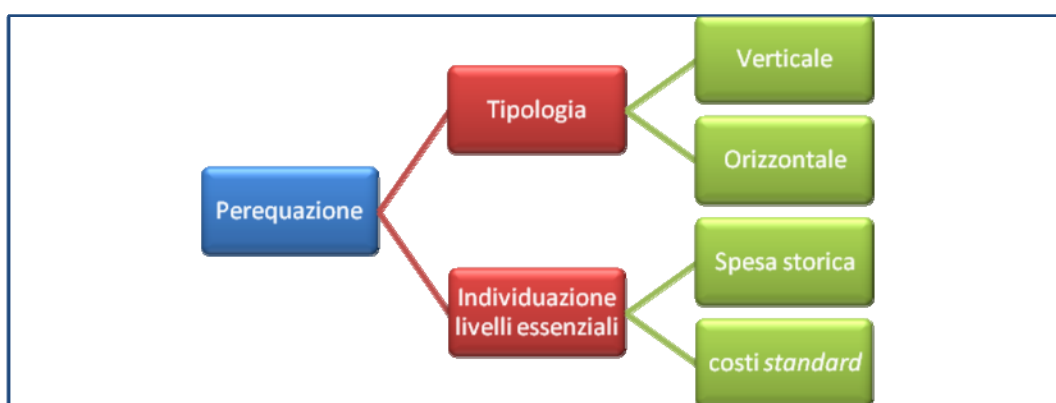 Perequazione
Tipologia
Verticale
Orizzontale
Individuazione
livelli essenziali
Spesa storica
costi standard